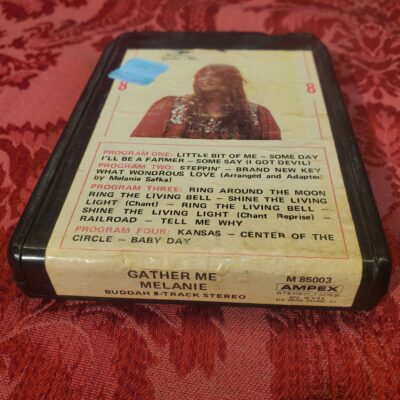 8 8
PROGRAM ONE: LITTLE BIT OF ME – SOME DAY
I'LL BE A FARMER – SOME SAY (I GOT DEVIL)
PROGRAM TWO: STEPPIN' – BRAND NEW KEY
WHAT WONDROUS LOVE (Arranged and Adapted
by Melanie Safka)
PROGRAM THREE: RING AROUND THE MOON
RING THE LIVING BELL – SHINE THE LIVING
LIGHT (Chant) – RING THE LIVING BELL –
SHINE THE LIVING LIGHT (Chant Reprise) –
RAILROAD – TELL ME WHY
PROGRAM FOUR: KANSAS – CENTER OF THE
CIRCLE – BABY DAY
GATHER ME
MELANIE
BUDDAH 8-TRACK STEREO
M 85003
AMPEX